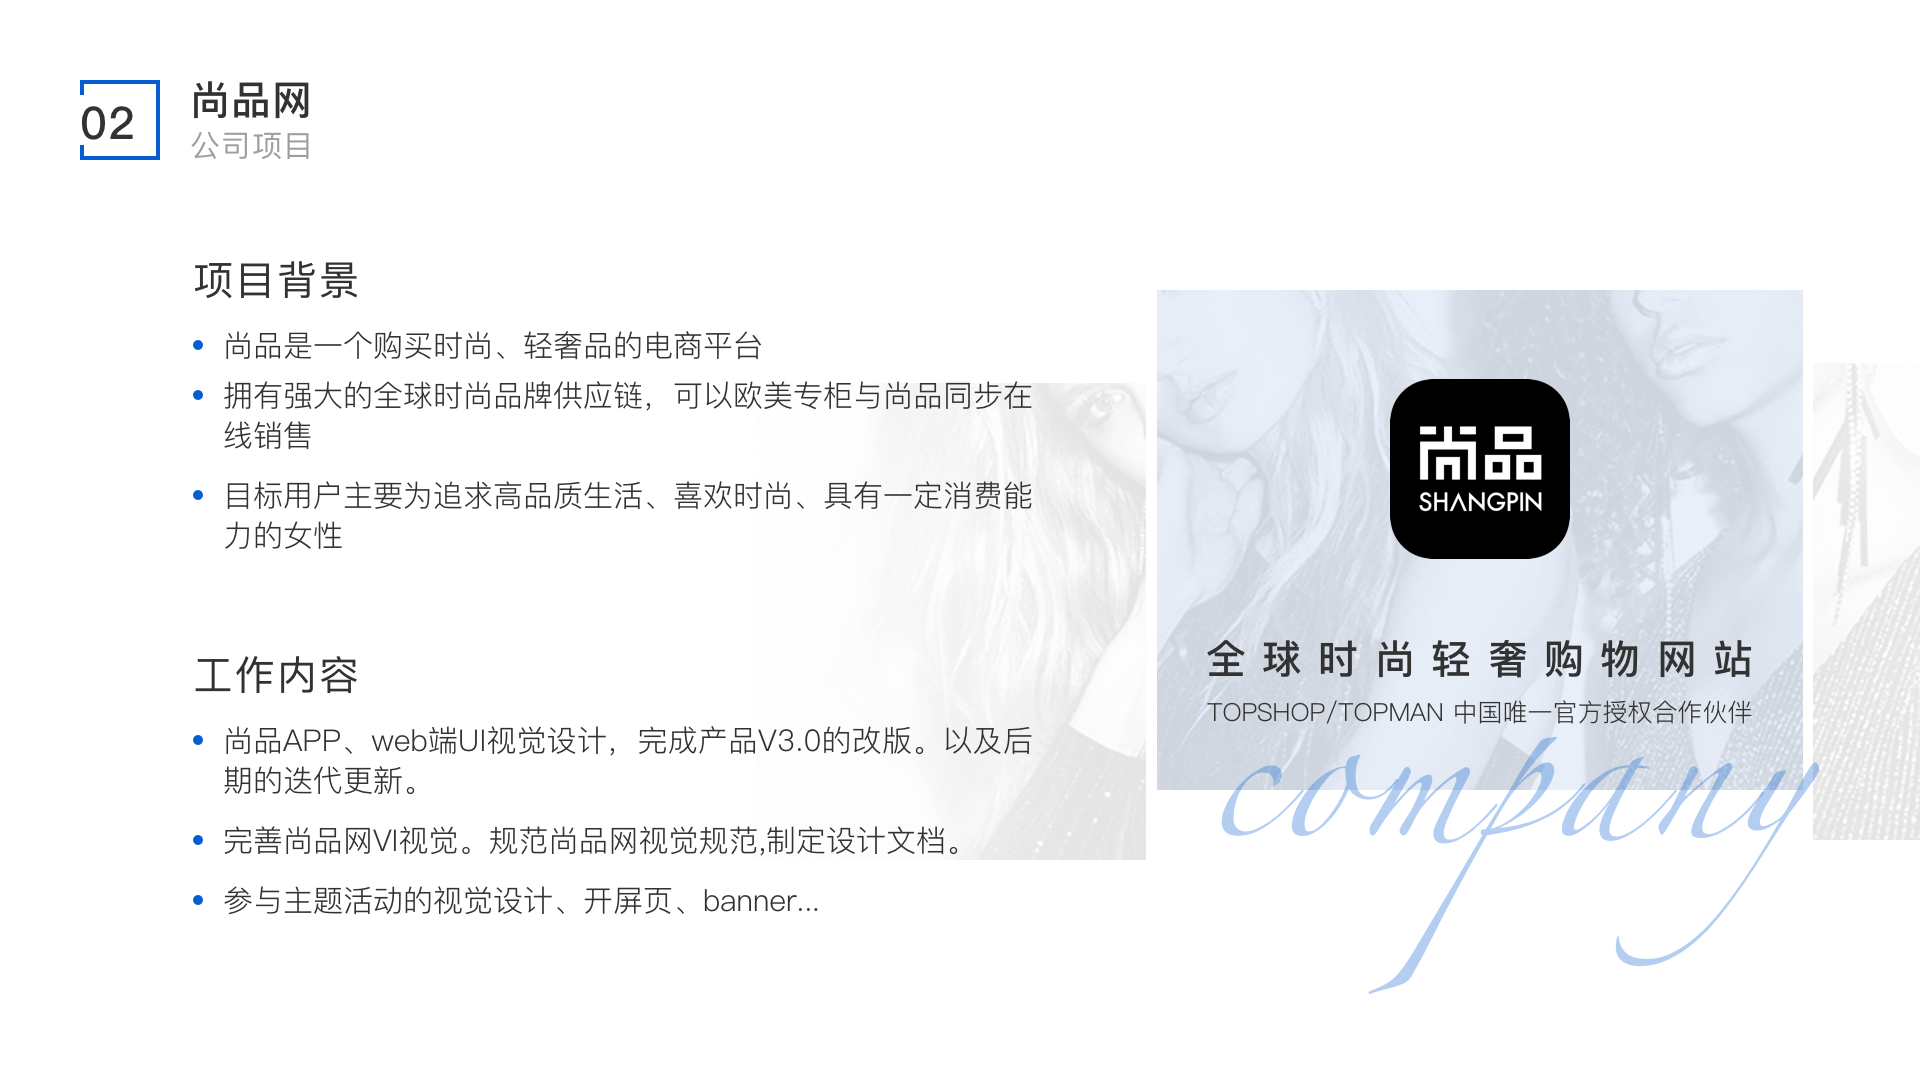 02
尚品网
公司项目
项目背景
尚品是一个购买时尚、轻奢品的电商平台
拥有强大的全球时尚品牌供应链，可以欧美专柜与尚品同步在
线销售
目标用户主要为追求高品质生活、喜欢时尚、具有一定消费能
力的女性
工作内容
尚品APP、web端UI视觉设计，完成产品V3.0的改版。以及后
期的迭代更新。
完善尚品网VI视觉。规范尚品网视觉规范,制定设计文档。
参与主题活动的视觉设计、开屏页、banner...
尚品
SHANGPIN
全球时尚轻奢购物网站
TOPSHOP/TOPMAN 中国唯一官方授权合作伙伴
company